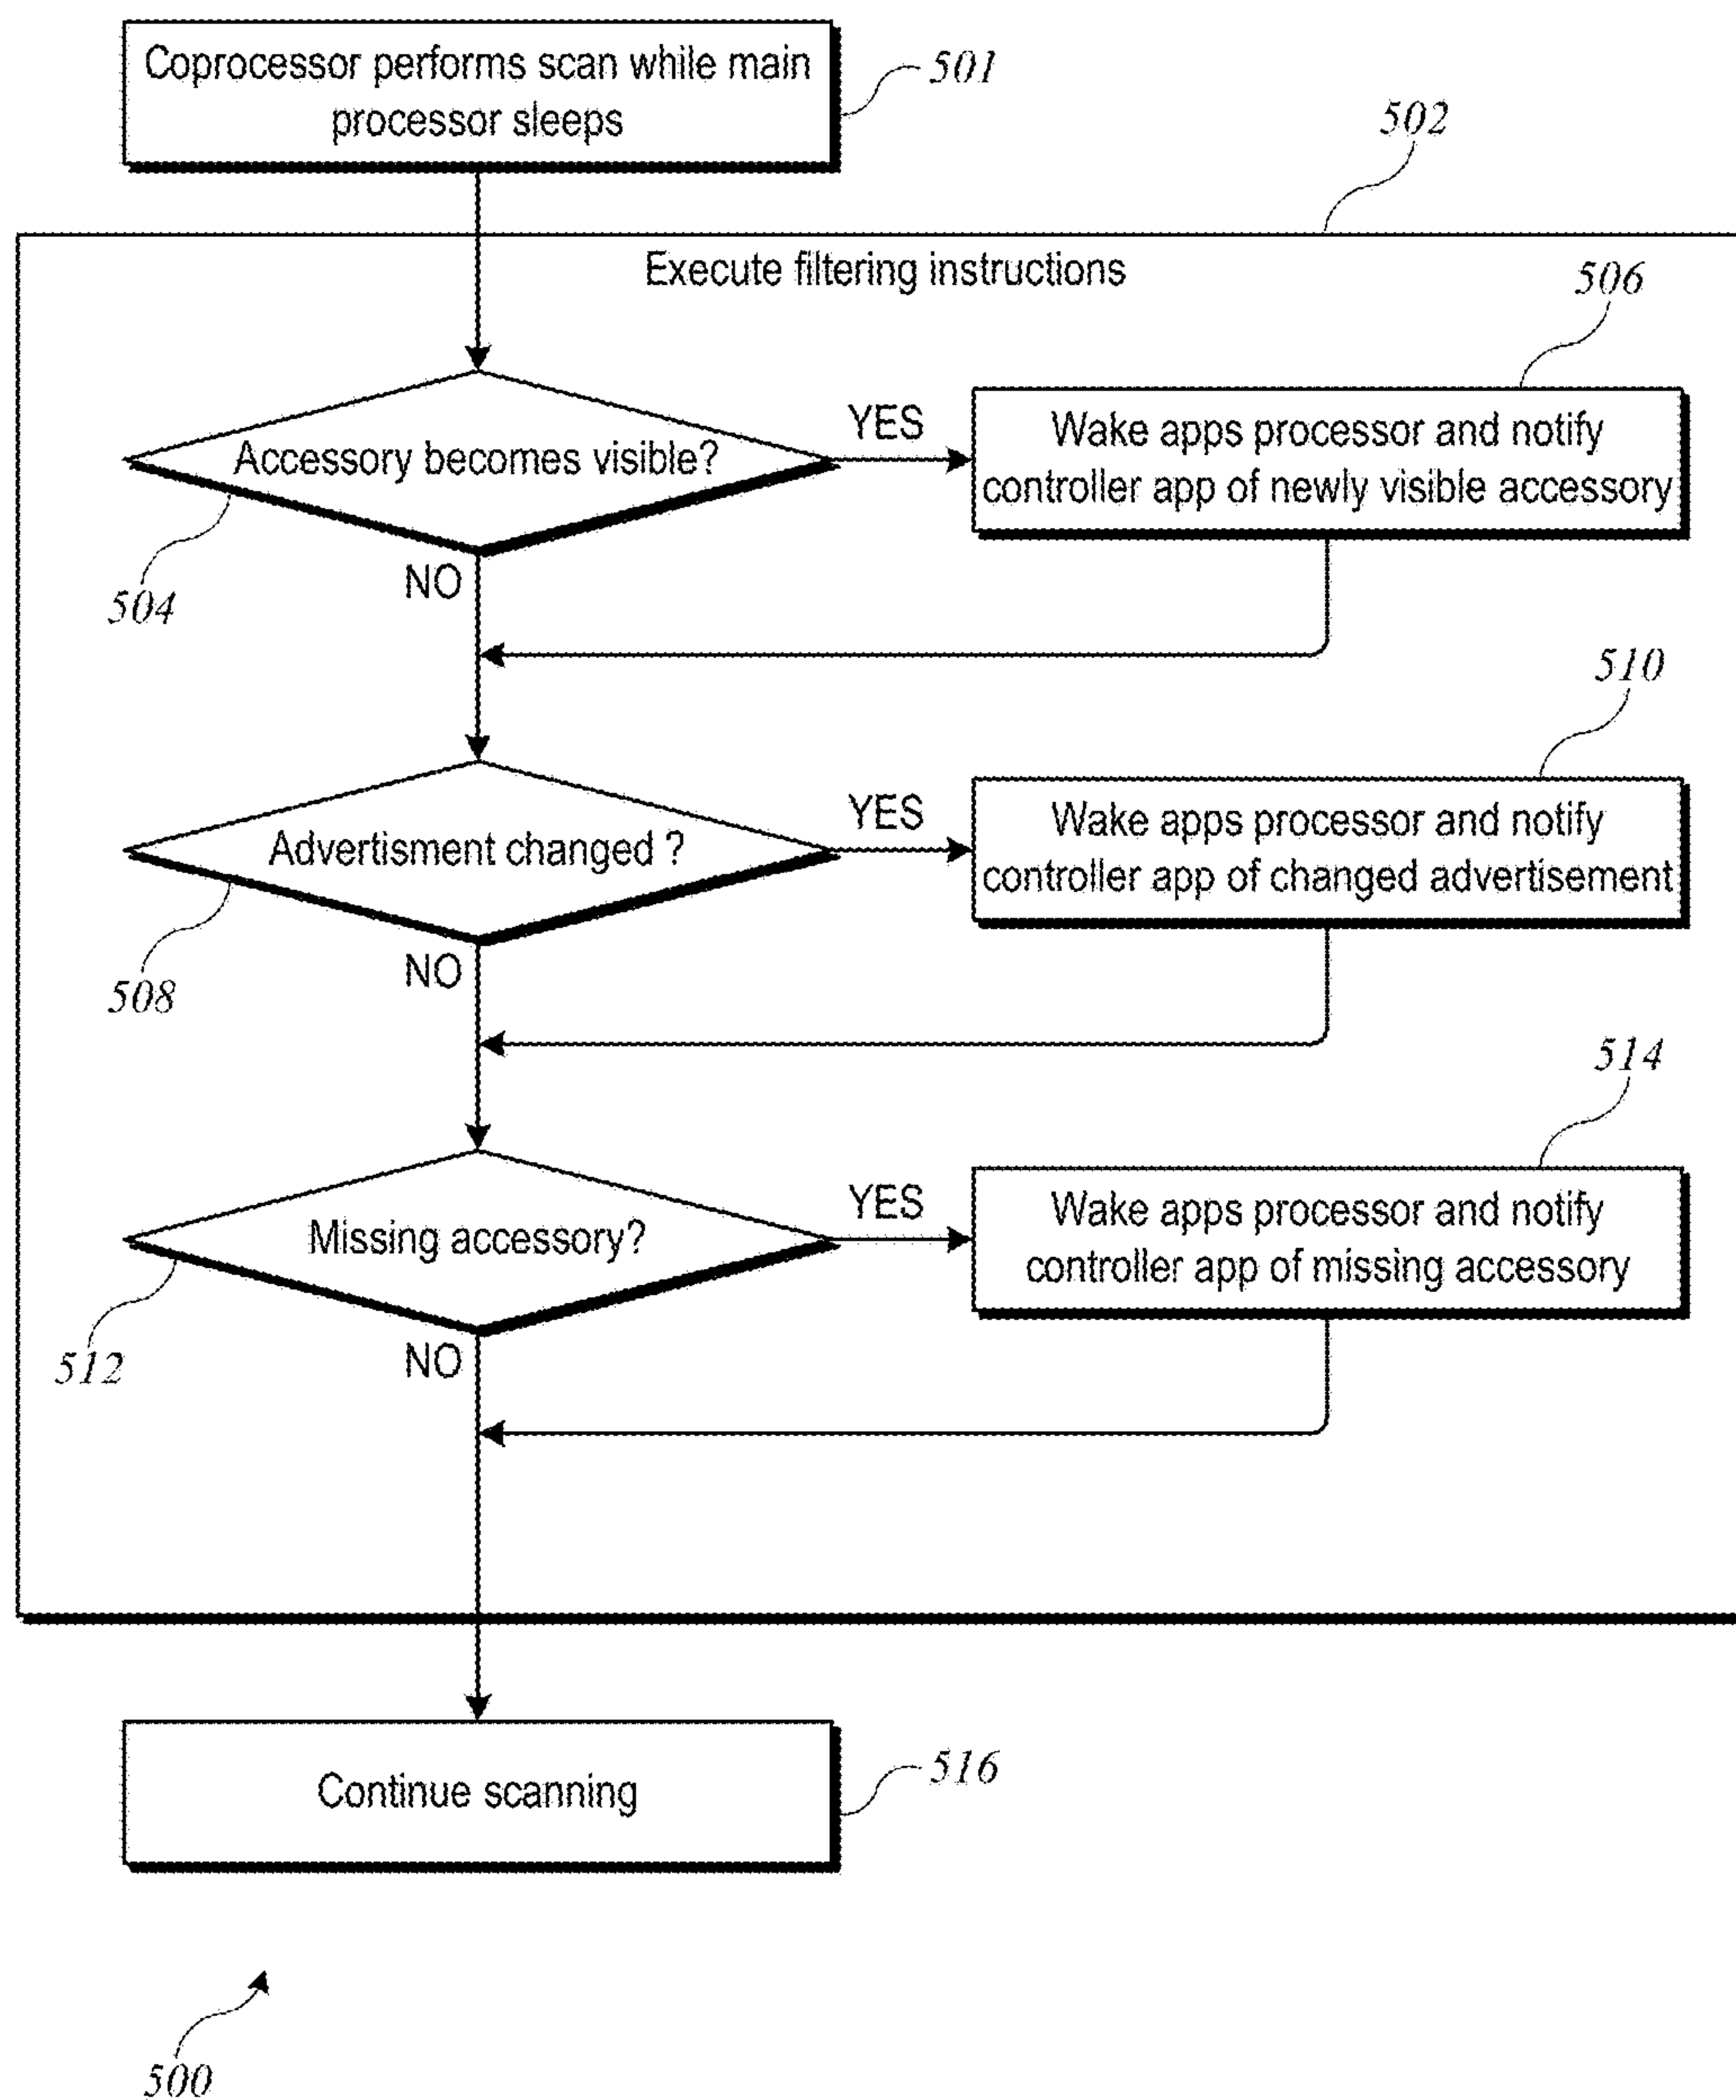 Coprocessor performs scan while main
processor sleeps
501
502
Execute filtering instructions
506
Accessory becomes visible?
YES
Wake apps processor and notify
controller app of newly visible accessory
504
NO
510
Advertisment changed ?
YES
Wake apps processor and notify
controller app of changed advertisement
508
NO
514
Missing accessory?
YES
Wake apps processor and notify
controller app of missing accessory
512
NO
Continue scanning
516
500